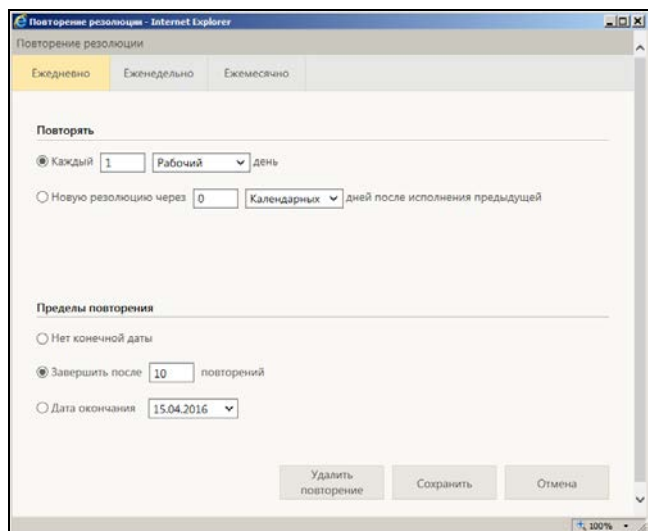 Повторение резолюции - Internet Explorer
Повторение резолюции
Ежедневно Еженедельно Ежемесячно
Повторять
Каждый 1 Рабочий день
Новую резолюцию через 0 Календарных дней после исполнения предыдущей
Пределы повторения
Нет конечной даты
Завершить после 10 повторений
Дата окончания 15.04.2016
Удалить
повторение
Сохранить
Отмена
100%